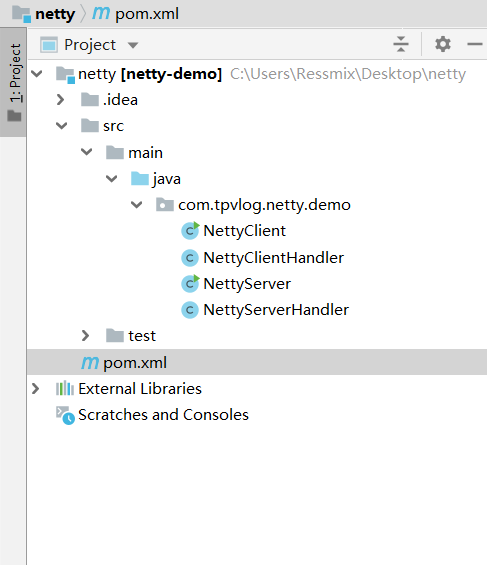 netty pom.xml
1: Project
Project
netty [netty-demo] C:\Users\Ressmix\Desktop\netty
.idea
src
main
java
com.tpvlog.netty.demo
NettyClient
NettyClientHandler
NettyServer
NettyServerHandler
test
pom.xml
External Libraries
Scratches and Consoles